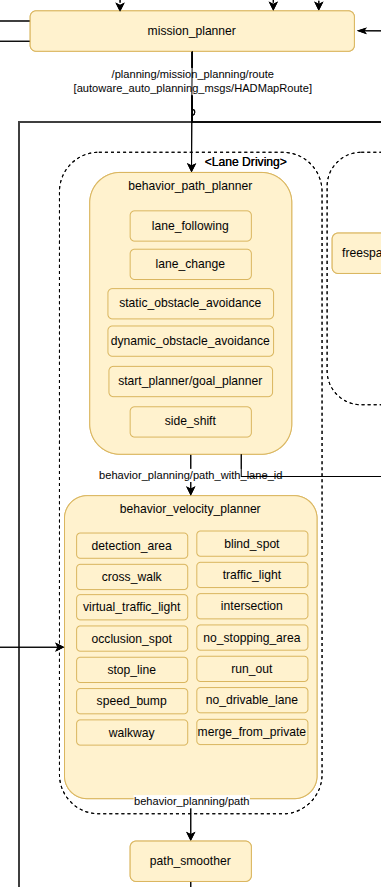 mission_planner
/planning/mission_planning/route
[autoware_auto_planning_msgs/HADMapRoute]
<Lane Driving>
behavior_path_planner
lane_following
lane_change
static_obstacle_avoidance
dynamic_obstacle_avoidance
start_planner/goal_planner
side_shift
freespa
behavior_planning/path_with_lane_id
behavior_velocity_planner
detection_area
cross_walk
virtual_traffic_light
occlusion_spot
stop_line
speed_bump
walkway
blind_spot
traffic_light
intersection
no_stopping_area
run_out
no_drivable_lane
merge_from_private
behavior_planning/path
path_smoother